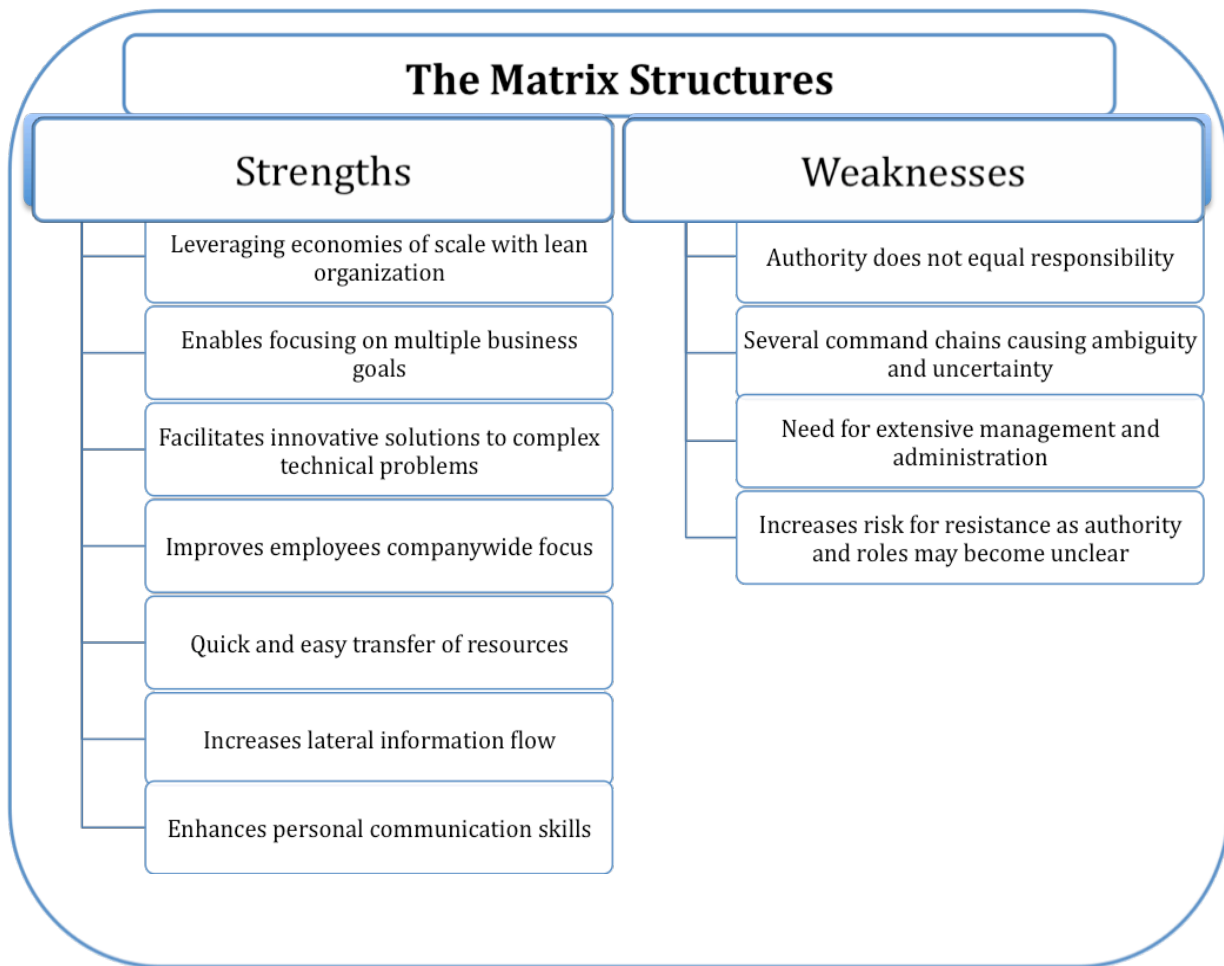 The Matrix Structures
Strengths
Leveraging economies of scale with lean
organization
Enables focusing on multiple business
goals
Facilitates innovative solutions to complex
technical problems
Improves employees companywide focus
Quick and easy transfer of resources
Increases lateral information flow
Enhances personal communication skills
Weaknesses
Authority does not equal responsibility
Several command chains causing ambiguity
and uncertainty
Need for extensive management and
administration
Increases risk for resistance as authority
and roles may become unclear